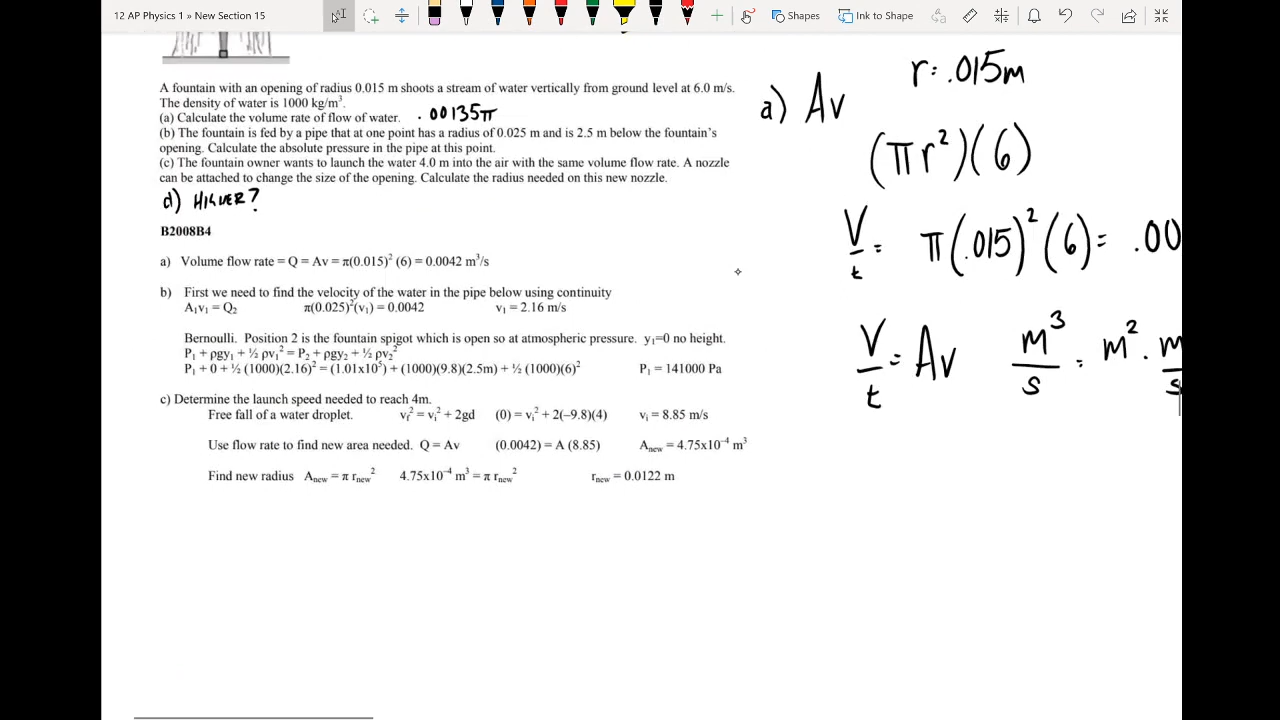 12 AP Physics 1 » New Section 15
Shapes
Ink to Shape
A fountain with an opening of radius 0.015 m shoots a stream of water vertically from ground level at 6.0 m/s.
The density of water is 1000 kg/m³.
(a) Calculate the volume rate of flow of water. .00135π
(b) The fountain is fed by a pipe that at one point has a radius of 0.025 m and is 2.5 m below the fountain's
opening. Calculate the absolute pressure in the pipe at this point.
(c) The fountain owner wants to launch the water 4.0 m into the air with the same volume flow rate. A nozzle
can be attached to change the size of the opening. Calculate the radius needed on this new nozzle.
d) HIGHER?
B2008B4
a) Volume flow rate = Q = Av = π(0.015)² (6) = 0.0042 m³/s
b) First we need to find the velocity of the water in the pipe below using continuity
A₁v₁ = Q₂ π(0.025)²(v₁) = 0.0042 v₁ = 2.16 m/s
Bernoulli. Position 2 is the fountain spigot which is open so at atmospheric pressure. y₁=0 no height.
P₁ + ρgy₁ + ½ ρv₁² = P₂ + ρgy₂ + ½ ρv₂²
P₁ + 0 + ½ (1000)(2.16)² = (1.01x10⁵) + (1000)(9.8)(2.5m) + ½ (1000)(6)² P₁ = 141000 Pa
c) Determine the launch speed needed to reach 4m.
Free fall of a water droplet. v_f² = v_i² + 2gd (0) = v_i² + 2(–9.8)(4) v_i = 8.85 m/s
Use flow rate to find new area needed. Q = Av (0.0042) = A (8.85) A_new = 4.75x10⁻⁴ m³
Find new radius A_new = π r_new² 4.75x10⁻⁴ m³ = π r_new² r_new = 0.0122 m
r = .015m
a) Av
(πr²)(6)
V/t = π(.015)²(6) = .00
V/t = Av m³/s = m² · m/s